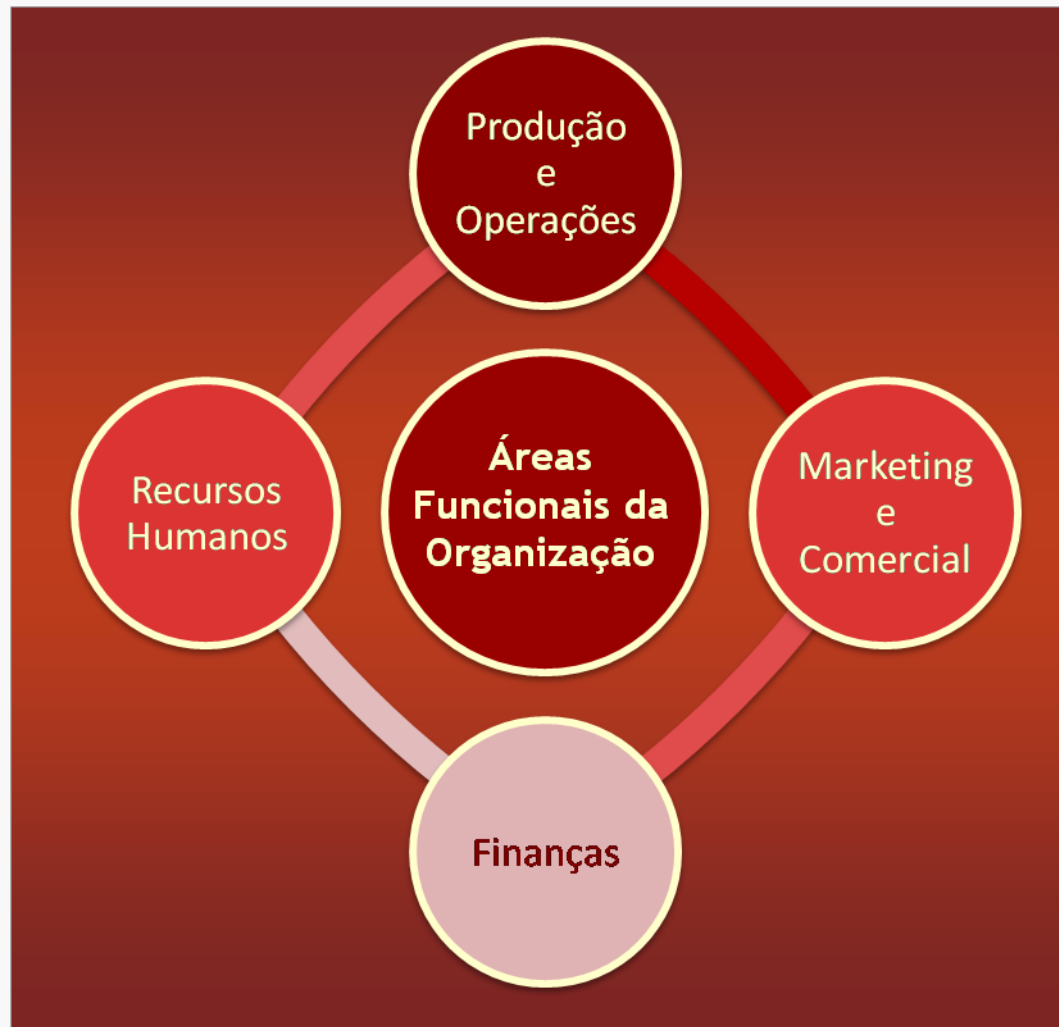 Produção
e
Operações
Recursos
Humanos
Áreas
Funcionais da
Organização
Marketing
e
Comercial
Finanças